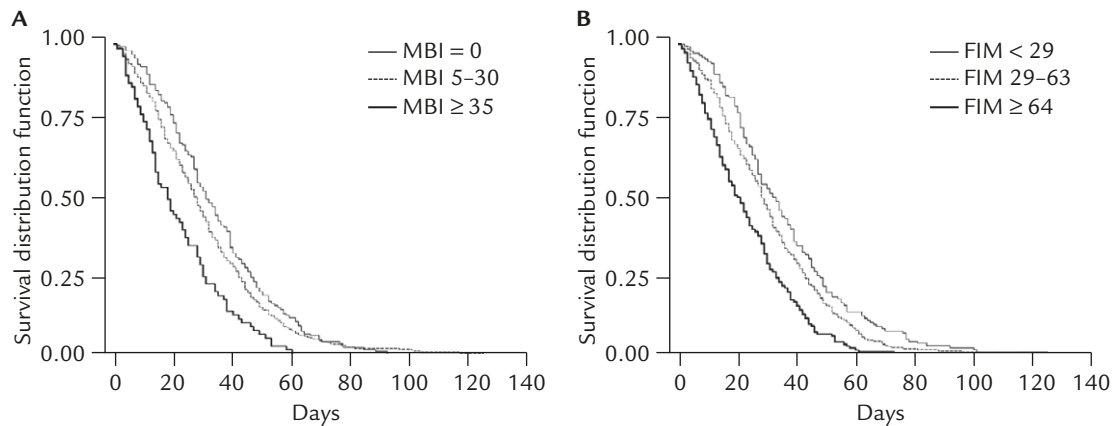 A
Survival distribution function
1.00
0.75
0.50
0.25
0.00
MBI = 0
MBI 5–30
MBI ≥ 35
0 20 40 60 80 100 120 140
Days
B
Survival distribution function
1.00
0.75
0.50
0.25
0.00
FIM < 29
FIM 29–63
FIM ≥ 64
0 20 40 60 80 100 120 140
Days